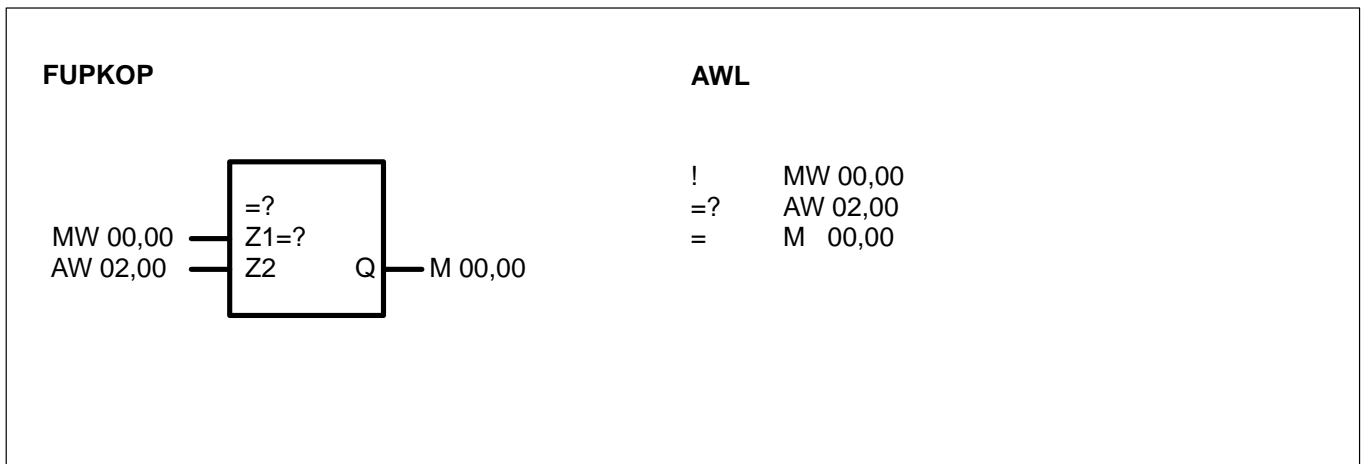 FUPKOP AWL
=?
MW 00,00 Z1=?
AW 02,00 Z2 Q M 00,00
! MW 00,00
=? AW 02,00
= M 00,00